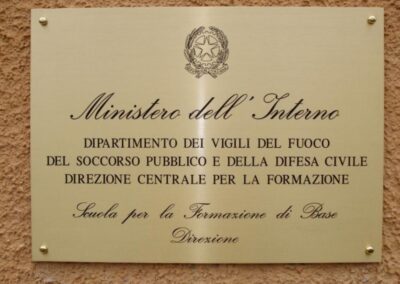 Ministero dell'Interno
DIPARTIMENTO DEI VIGILI DEL FUOCO
DEL SOCCORSO PUBBLICO E DELLA DIFESA CIVILE
DIREZIONE CENTRALE PER LA FORMAZIONE
Scuola per la Formazione di Base
Direzione